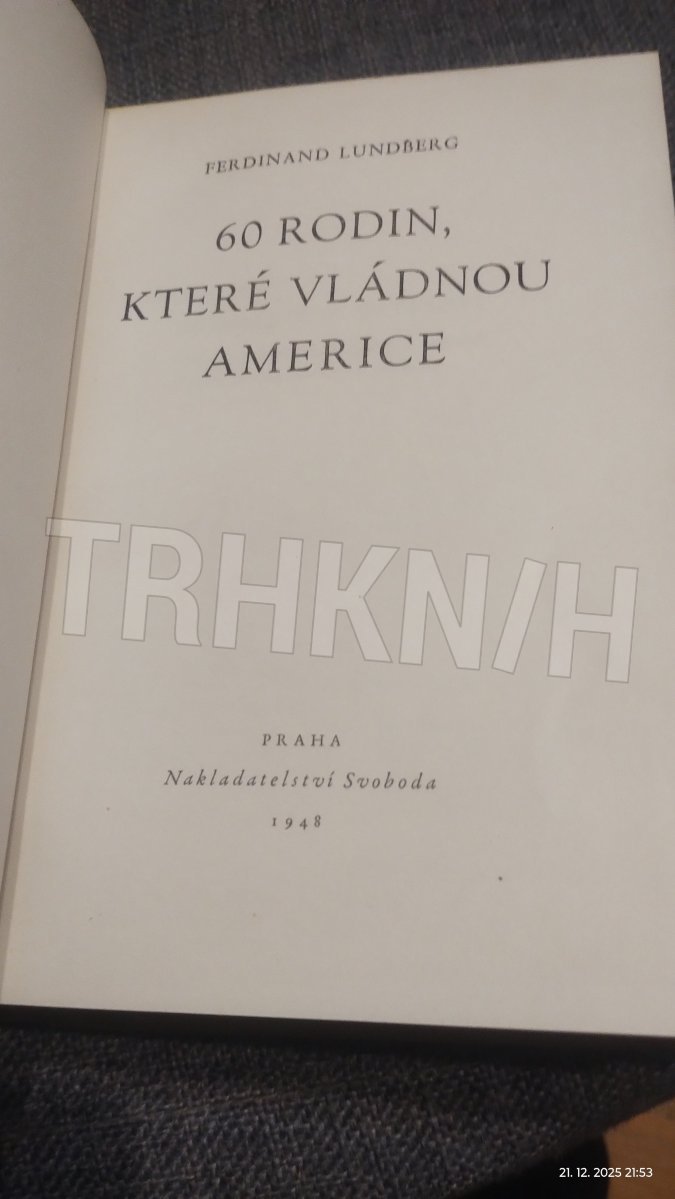 FERDINAND LUNDBERG
60 RODIN,
KTERÉ VLÁDNOU
AMERICE
TRHKN/H
PRAHA
Nakladatelství Svoboda
1948
21. 12. 2025 21:53